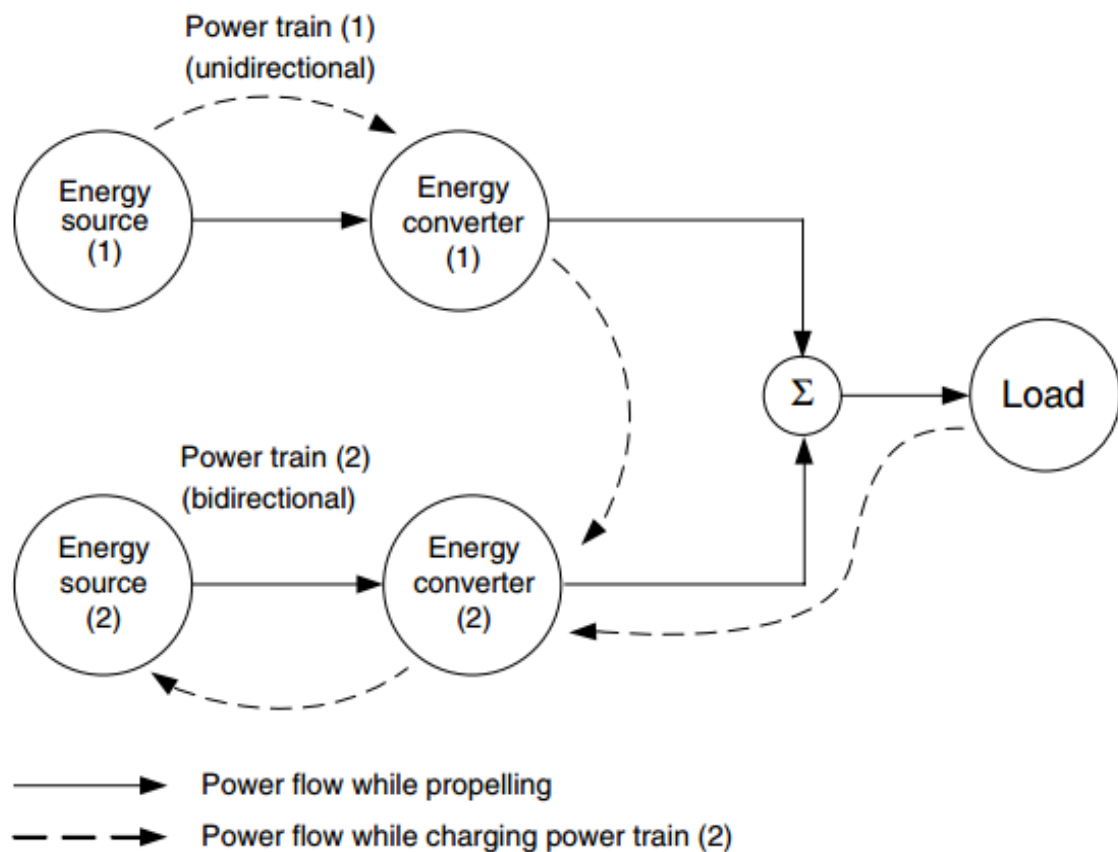 Power train (1)
(unidirectional)
Energy
source
(1)
Energy
converter
(1)
Σ
Load
Power train (2)
(bidirectional)
Energy
source
(2)
Energy
converter
(2)
Power flow while propelling
Power flow while charging power train (2)